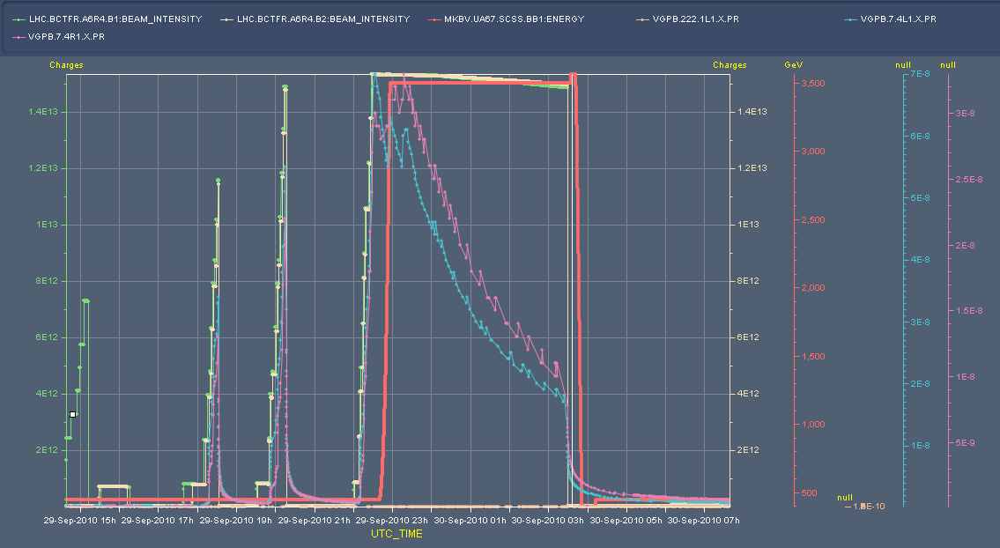 LHC.BCTFR.A6R4.B1:BEAM_INTENSITY LHC.BCTFR.A6R4.B2:BEAM_INTENSITY MKBV.UA67.SCSS.BB1:ENERGY VGPB.222.1L1.X.PR VGPB.7.4L1.X.PR
VGPB.7.4R1.X.PR
Charges Charges GeV null null
7E-8
3,500
1.4E13 1.4E13 3E-8
6E-8
3,000
1.2E13 1.2E13 2.5E-8
5E-8
1E13 1E13 2,500
2E-8
4E-8
8E12 8E12 2,000
1.5E-8
3E-8
6E12 6E12
1,500
1E-8
4E12 4E12 2E-8
1,000
5E-9
2E12 2E12 1E-8
500
null
E-10
29-Sep-2010 15h 29-Sep-2010 17h 29-Sep-2010 19h 29-Sep-2010 21h 29-Sep-2010 23h 30-Sep-2010 01h 30-Sep-2010 03h 30-Sep-2010 05h 30-Sep-2010 07h
UTC_TIME